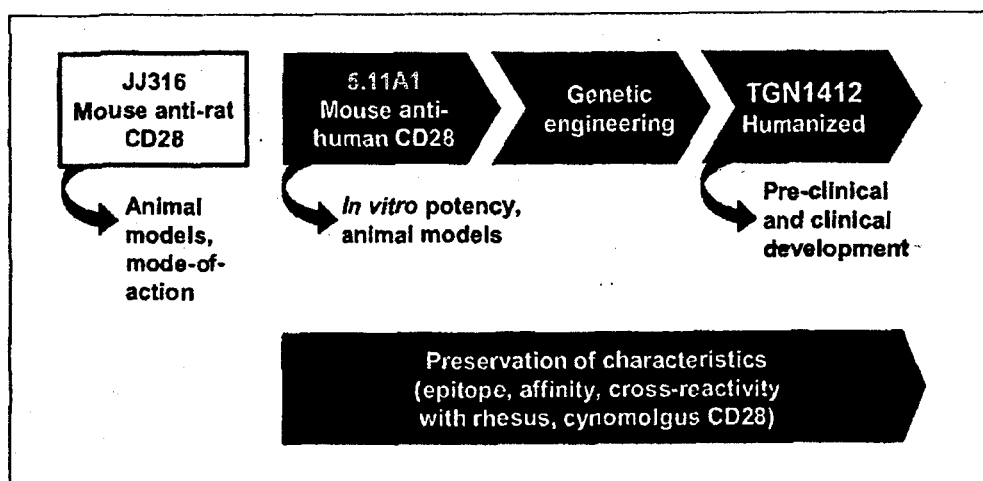 JJ316
Mouse anti-rat
CD28
5.11A1
Mouse anti-
human CD28
Genetic
engineering
TGN1412
Humanized
Animal
models,
mode-of-
action
In vitro potency,
animal models
Pre-clinical
and clinical
development
Preservation of characteristics
(epitope, affinity, cross-reactivity
with rhesus, cynomolgus CD28)